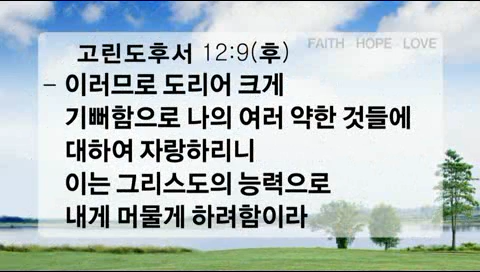 FAITH HOPE LOVE
고린도후서 12:9(후)
- 이러므로 도리어 크게
기뻐함으로 나의 여러 약한 것들에
대하여 자랑하리니
이는 그리스도의 능력으로
내게 머물게 하려함이라